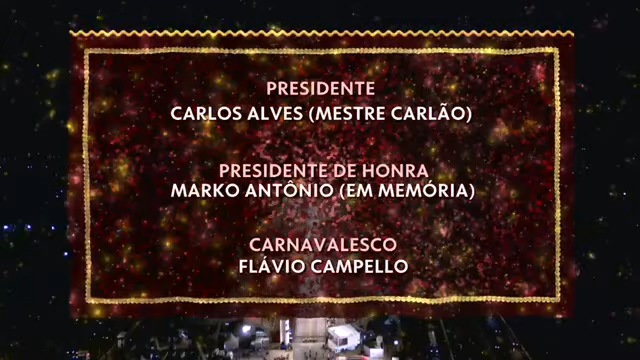 PRESIDENTE
CARLOS ALVES (MESTRE CARLÃO)
PRESIDENTE DE HONRA
MARKO ANTÔNIO (EM MEMÓRIA)
CARNAVALESCO
FLÁVIO CAMPELLO